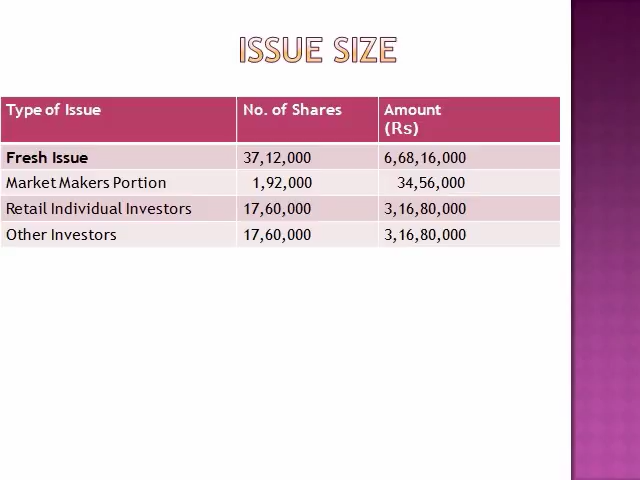 ISSUE SIZE
Type of Issue No. of Shares Amount
(Rs)
Fresh Issue 37,12,000 6,68,16,000
Market Makers Portion 1,92,000 34,56,000
Retail Individual Investors 17,60,000 3,16,80,000
Other Investors 17,60,000 3,16,80,000